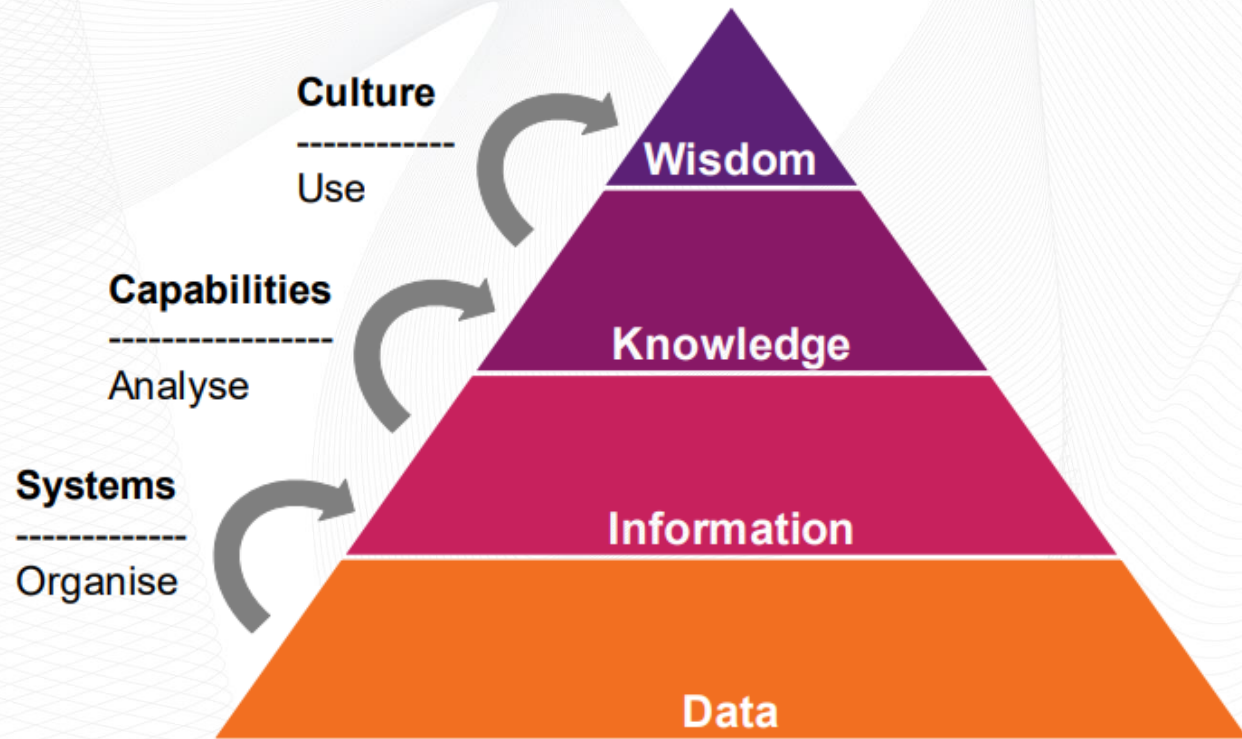 Culture
------------
Use
Wisdom
Capabilities
-----------------
Analyse
Knowledge
Systems
-------------
Organise
Information
Data